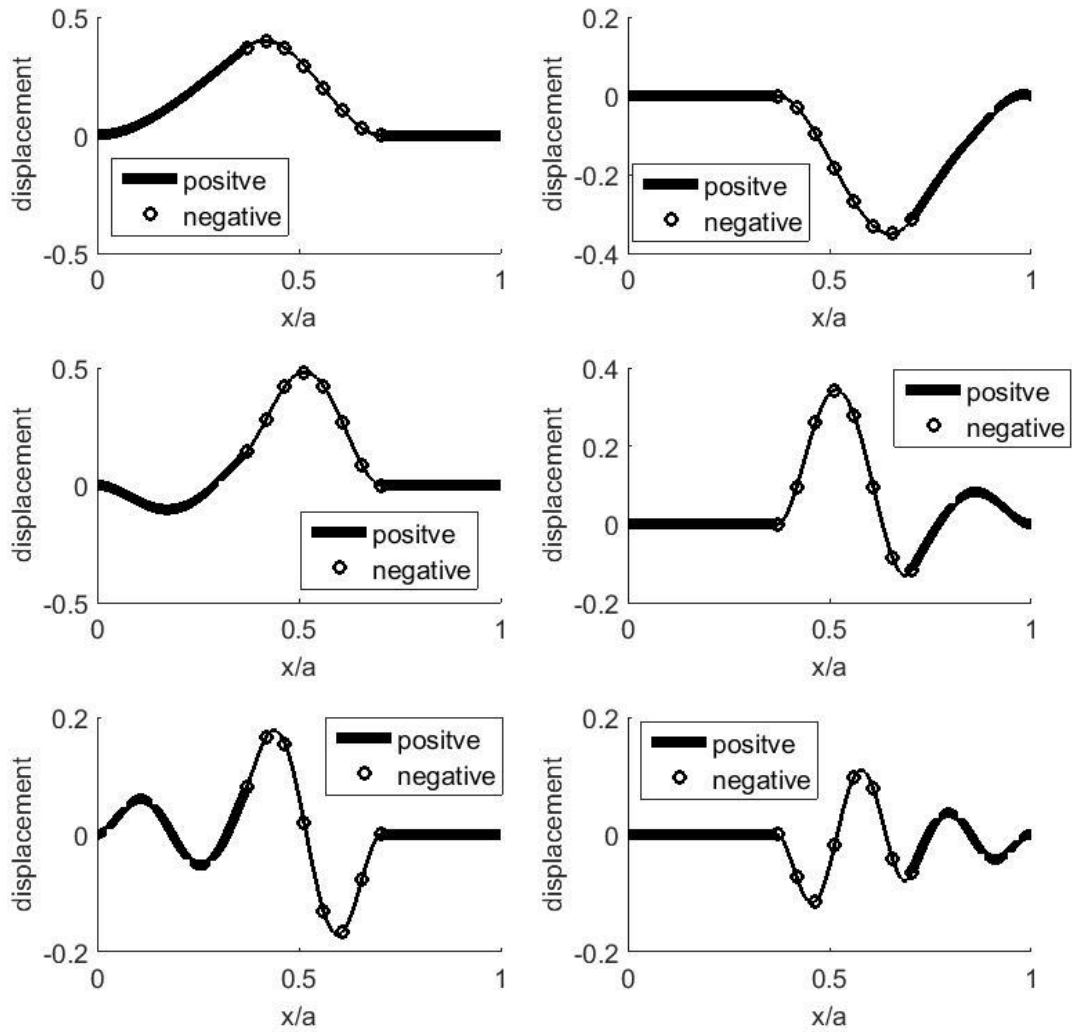 0.5
0
-0.5
displacement
positve
negative
0 0.5 1
x/a
0.2
0
-0.2
-0.4
displacement
positve
negative
0 0.5 1
x/a
0.5
0
-0.5
displacement
positve
negative
0 0.5 1
x/a
0.4
0.2
0
-0.2
displacement
positve
negative
0 0.5 1
x/a
0.2
0
-0.2
displacement
positve
negative
0 0.5 1
x/a
0.2
0
-0.2
displacement
positve
negative
0 0.5 1
x/a